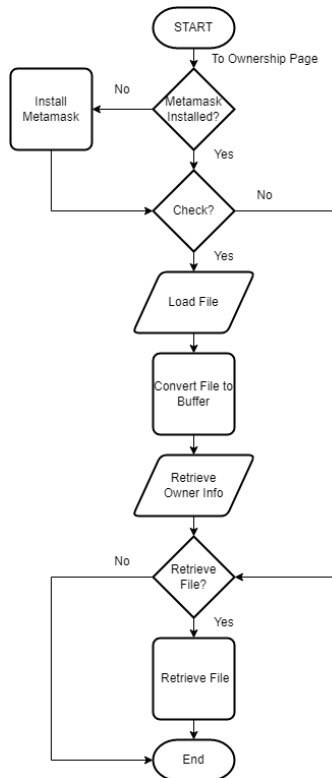 START
To Ownership Page
No
Install
Metamask
Metamask
Installed?
Yes
Check?
No
Yes
Load File
Convert File to
Buffer
Retrieve
Owner Info
No
Retrieve
File?
Yes
Retrieve File
End